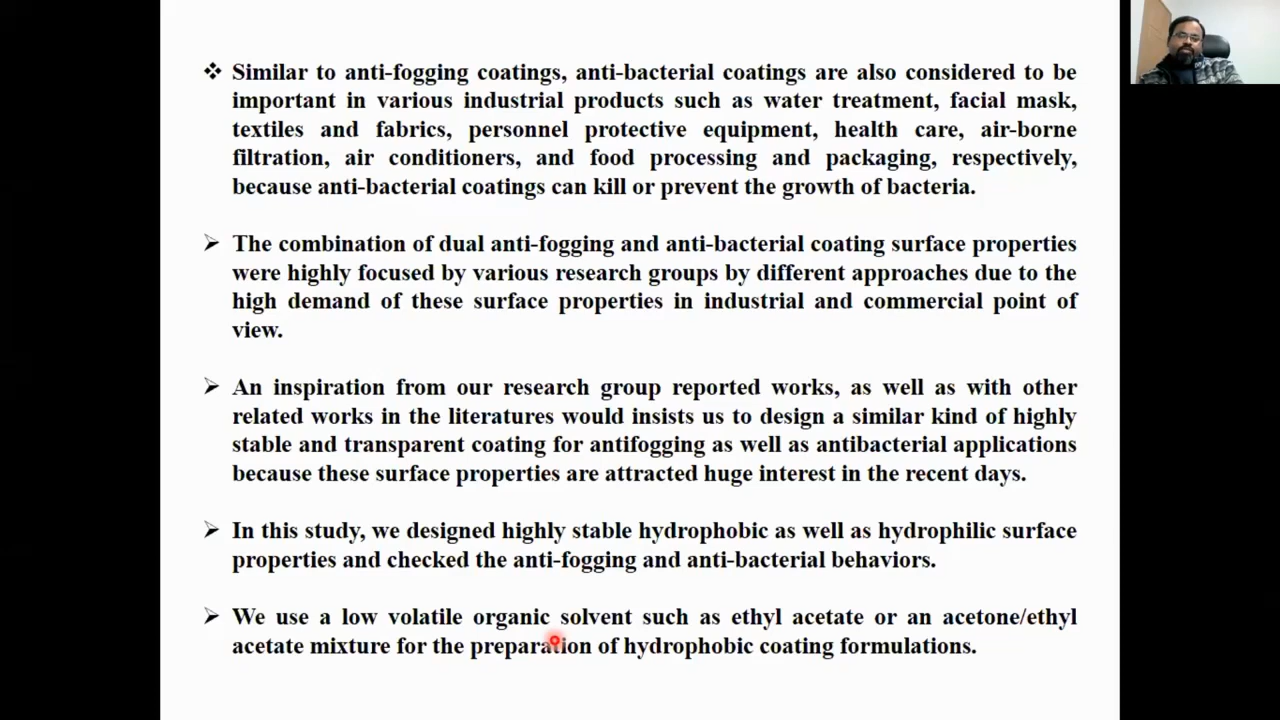 ❖ Similar to anti-fogging coatings, anti-bacterial coatings are also considered to be
important in various industrial products such as water treatment, facial mask,
textiles and fabrics, personnel protective equipment, health care, air-borne
filtration, air conditioners, and food processing and packaging, respectively,
because anti-bacterial coatings can kill or prevent the growth of bacteria.
➢ The combination of dual anti-fogging and anti-bacterial coating surface properties
were highly focused by various research groups by different approaches due to the
high demand of these surface properties in industrial and commercial point of
view.
➢ An inspiration from our research group reported works, as well as with other
related works in the literatures would insists us to design a similar kind of highly
stable and transparent coating for antifogging as well as antibacterial applications
because these surface properties are attracted huge interest in the recent days.
➢ In this study, we designed highly stable hydrophobic as well as hydrophilic surface
properties and checked the anti-fogging and anti-bacterial behaviors.
➢ We use a low volatile organic solvent such as ethyl acetate or an acetone/ethyl
acetate mixture for the preparation of hydrophobic coating formulations.